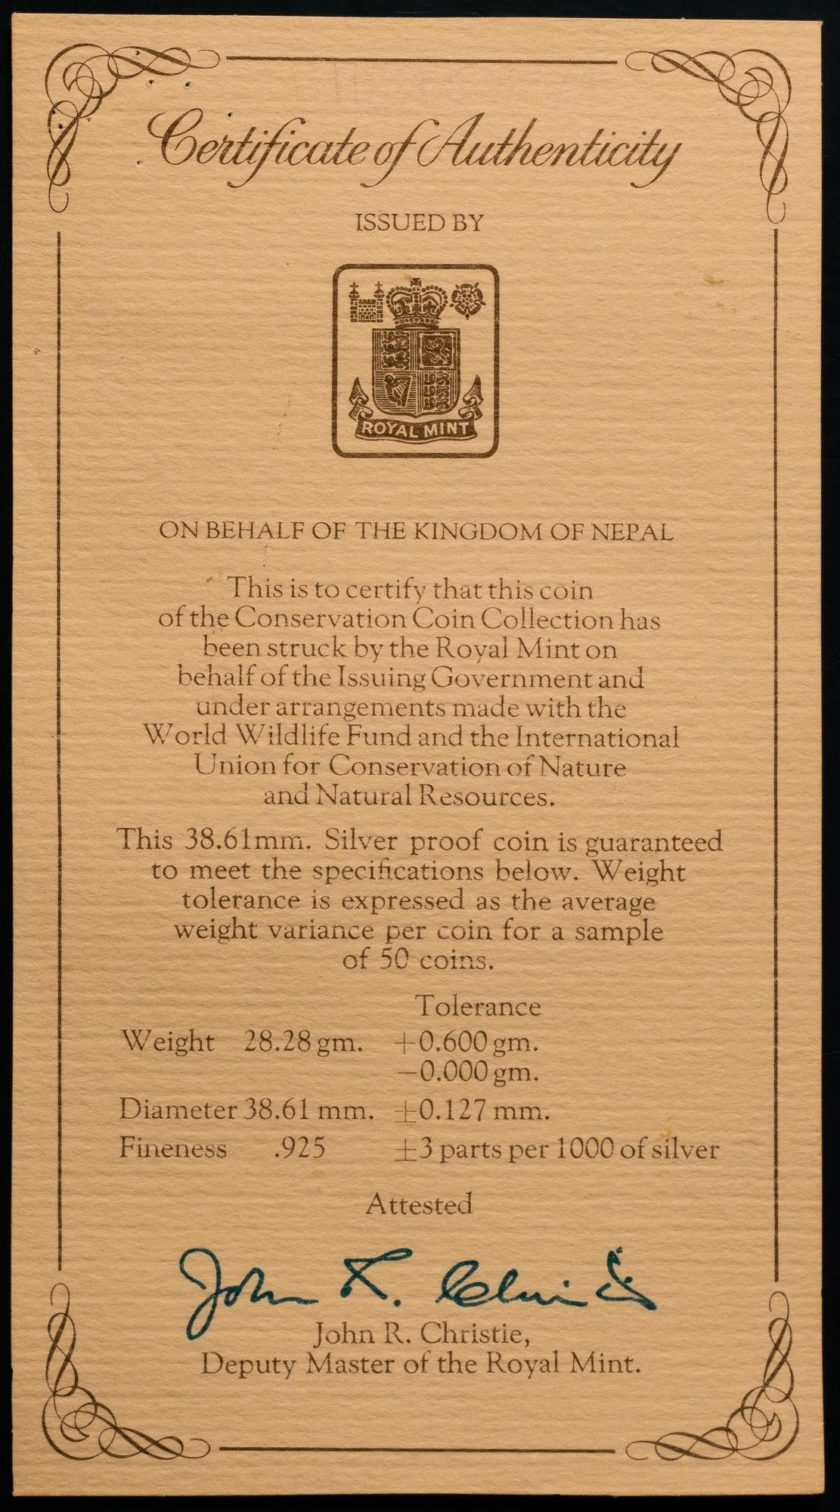 Certificate of Authenticity
ISSUED BY
ROYAL MINT
ON BEHALF OF THE KINGDOM OF NEPAL
This is to certify that this coin
of the Conservation Coin Collection has
been struck by the Royal Mint on
behalf of the Issuing Government and
under arrangements made with the
World Wildlife Fund and the International
Union for Conservation of Nature
and Natural Resources.
This 38.61mm. Silver proof coin is guaranteed
to meet the specifications below. Weight
tolerance is expressed as the average
weight variance per coin for a sample
of 50 coins.
Tolerance
Weight 28.28 gm. +0.600 gm.
−0.000 gm.
Diameter 38.61 mm. ±0.127 mm.
Fineness .925 ±3 parts per 1000 of silver
Attested
John R. Christie
John R. Christie,
Deputy Master of the Royal Mint.